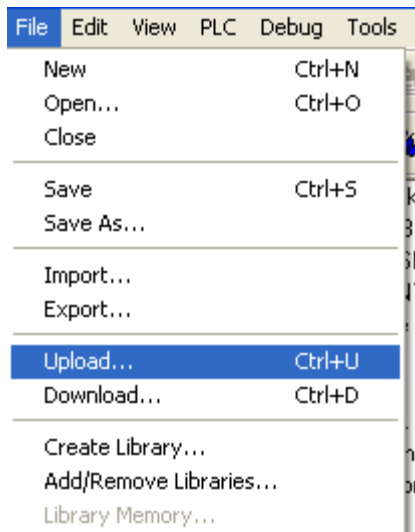 File Edit View PLC Debug Tools
New Ctrl+N
Open... Ctrl+O
Close
Save Ctrl+S
Save As...
Import...
Export...
Upload... Ctrl+U
Download... Ctrl+D
Create Library...
Add/Remove Libraries...
Library Memory...